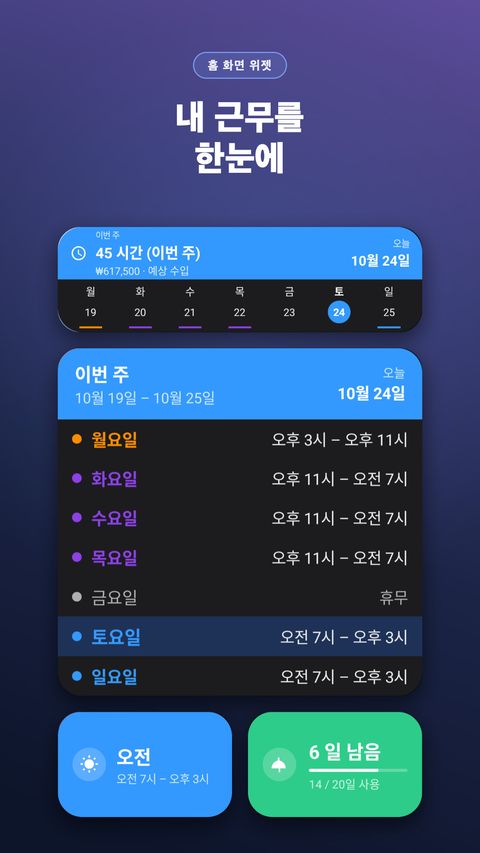 홈 화면 위젯
내 근무를
한눈에
이번 주
45 시간 (이번 주)
₩617,500 · 예상 수입
오늘
10월 24일
월 화 수 목 금 토 일
19 20 21 22 23 24 25
이번 주
10월 19일 – 10월 25일
오늘
10월 24일
월요일 오후 3시 – 오후 11시
화요일 오후 11시 – 오전 7시
수요일 오후 11시 – 오전 7시
목요일 오후 11시 – 오전 7시
금요일 휴무
토요일 오전 7시 – 오후 3시
일요일 오전 7시 – 오후 3시
오전
오전 7시 – 오후 3시
6 일 남음
14 / 20일 사용